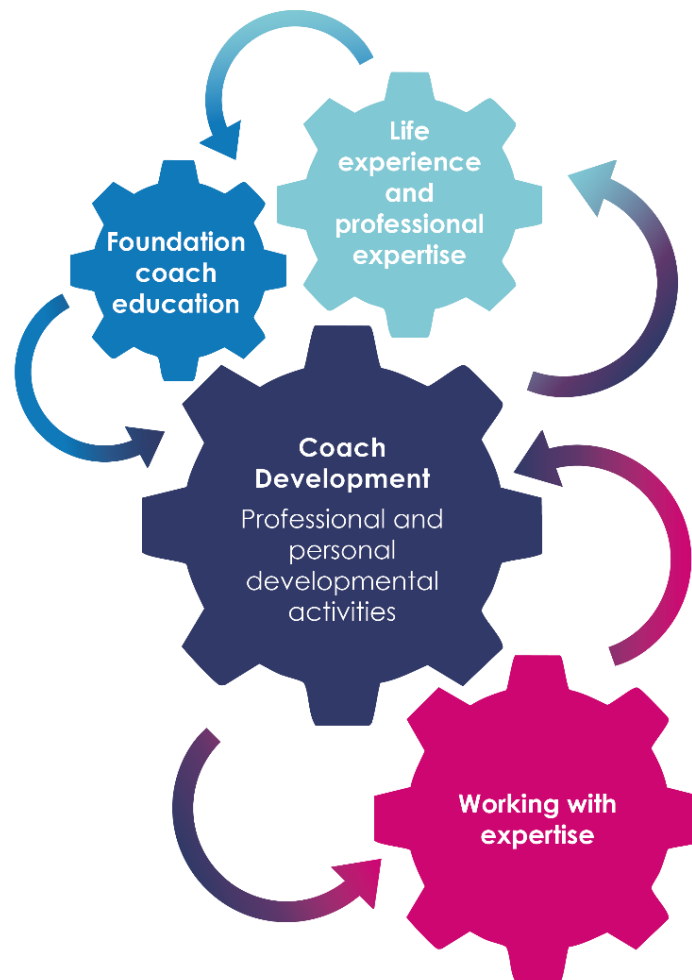 Life
experience
and
professional
expertise
Foundation
coach
education
Coach
Development
Professional and
personal
developmental
activities
Working with
expertise